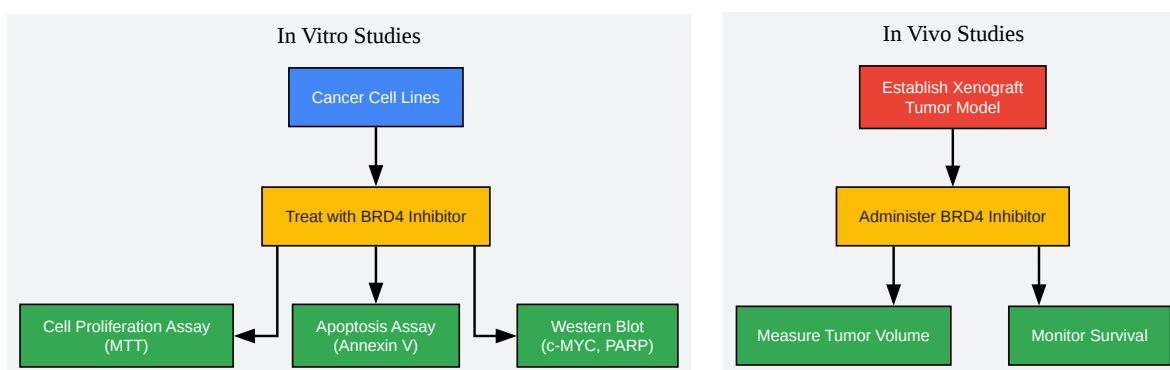 In Vitro Studies
Cancer Cell Lines
Treat with BRD4 Inhibitor
Cell Proliferation Assay
(MTT)
Apoptosis Assay
(Annexin V)
Western Blot
(c-MYC, PARP)
In Vivo Studies
Establish Xenograft
Tumor Model
Administer BRD4 Inhibitor
Measure Tumor Volume
Monitor Survival